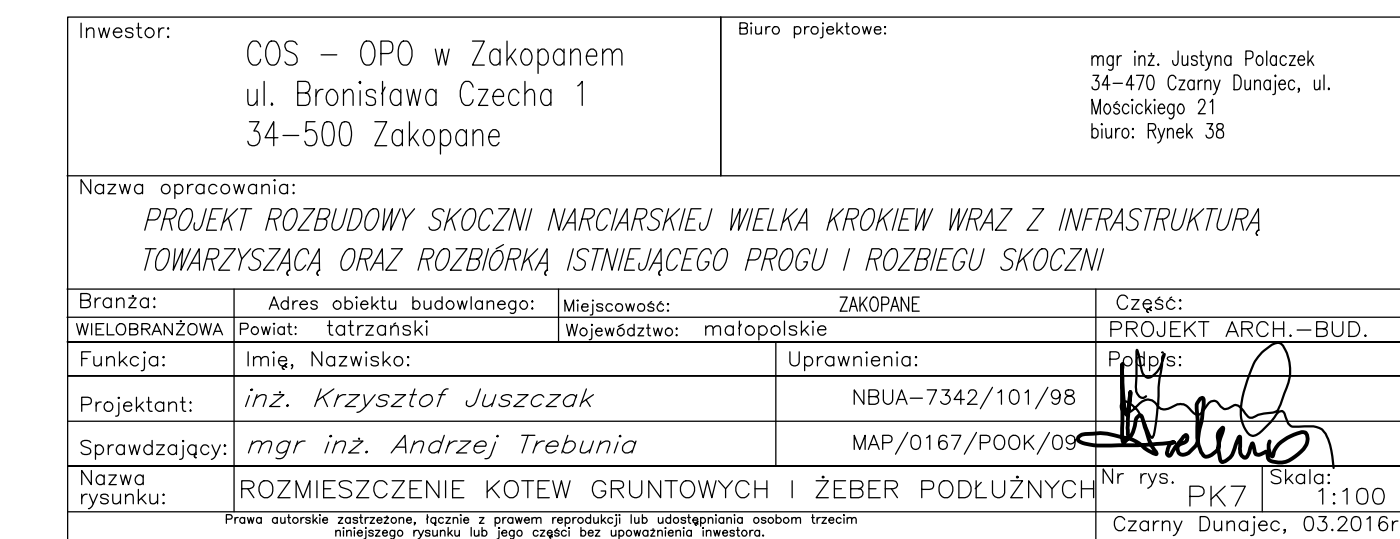 Inwestor:
COS – OPO w Zakopanem
ul. Bronisława Czecha 1
34–500 Zakopane
Biuro projektowe:
mgr inż. Justyna Polaczek
34–470 Czarny Dunajec, ul.
Mościckiego 21
biuro: Rynek 38
Nazwa opracowania:
PROJEKT ROZBUDOWY SKOCZNI NARCIARSKIEJ WIELKA KROKIEW WRAZ Z INFRASTRUKTURĄ
TOWARZYSZĄCĄ ORAZ ROZBIÓRKĄ ISTNIEJĄCEGO PROGU I ROZBIEGU SKOCZNI
Branża: Adres obiektu budowlanego: Miejscowość: ZAKOPANE Część:
WIELOBRANŻOWA Powiat: tatrzański Województwo: małopolskie PROJEKT ARCH.–BUD.
Funkcja: Imię, Nazwisko: Uprawnienia: Podpis:
Projektant: inż. Krzysztof Juszczak NBUA–7342/101/98
Sprawdzający: mgr inż. Andrzej Trebunia MAP/0167/POOK/09
Nazwa
rysunku:
ROZMIESZCZENIE KOTEW GRUNTOWYCH I ŻEBER PODŁUŻNYCH
Nr rys. PK7 Skala: 1:100
Prawa autorskie zastrzeżone, łącznie z prawem reprodukcji lub udostępniania osobom trzecim
niniejszego rysunku lub jego części bez upoważnienia inwestora.
Czarny Dunajec, 03.2016r